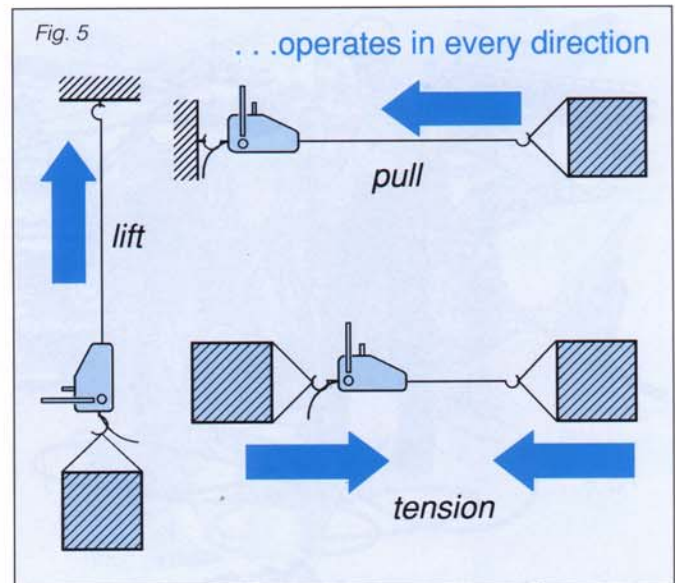 Fig. 5
. . .operates in every direction
pull
lift
tension